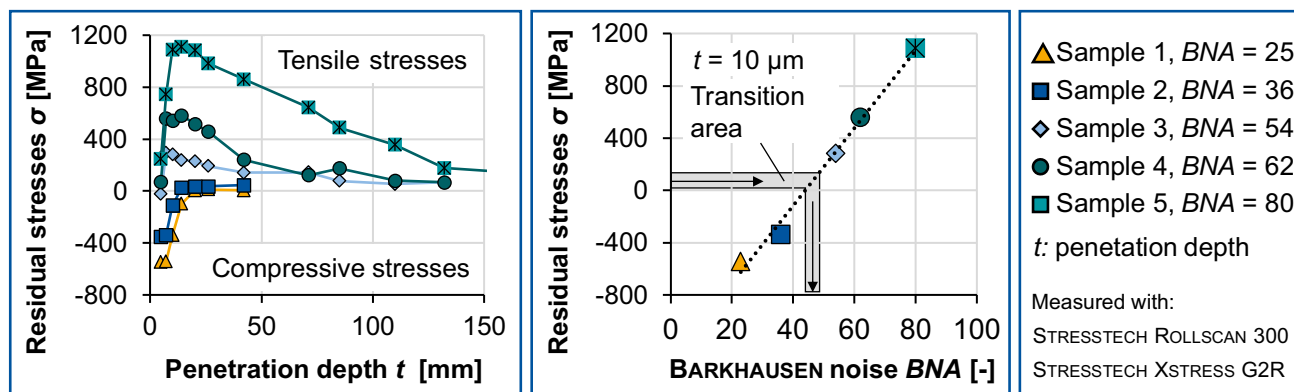 Residual stresses σ [MPa]
1200
800
400
0
-400
-800
Tensile stresses
Compressive stresses
0
50
100
150
Penetration depth t [mm]
Residual stresses σ [MPa]
1200
800
400
0
-400
-800
t = 10 µm
Transition
area
0 20 40 60 80 100
BARKHAUSEN noise BNA [-]
Sample 1, BNA = 25
Sample 2, BNA = 36
Sample 3, BNA = 54
Sample 4, BNA = 62
Sample 5, BNA = 80
t: penetation depth
Measured with:
STRESSTECH ROLLSCAN 300
STRESSTECH XSTRESS G2R